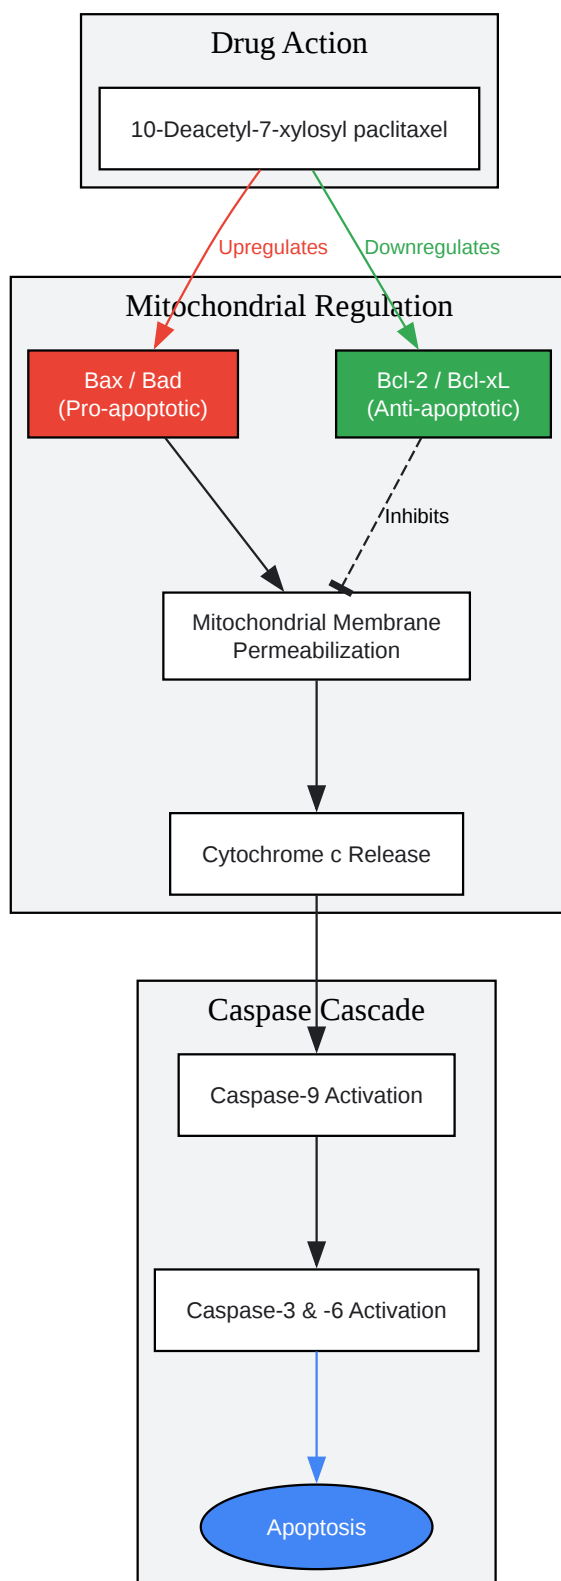 Drug Action
10-Deacetyl-7-xylosyl paclitaxel
Upregulates
Downregulates
Mitochondrial Regulation
Bax / Bad
(Pro-apoptotic)
Bcl-2 / Bcl-xL
(Anti-apoptotic)
Inhibits
Mitochondrial Membrane
Permeabilization
Cytochrome c Release
Caspase Cascade
Caspase-9 Activation
Caspase-3 & -6 Activation
Apoptosis